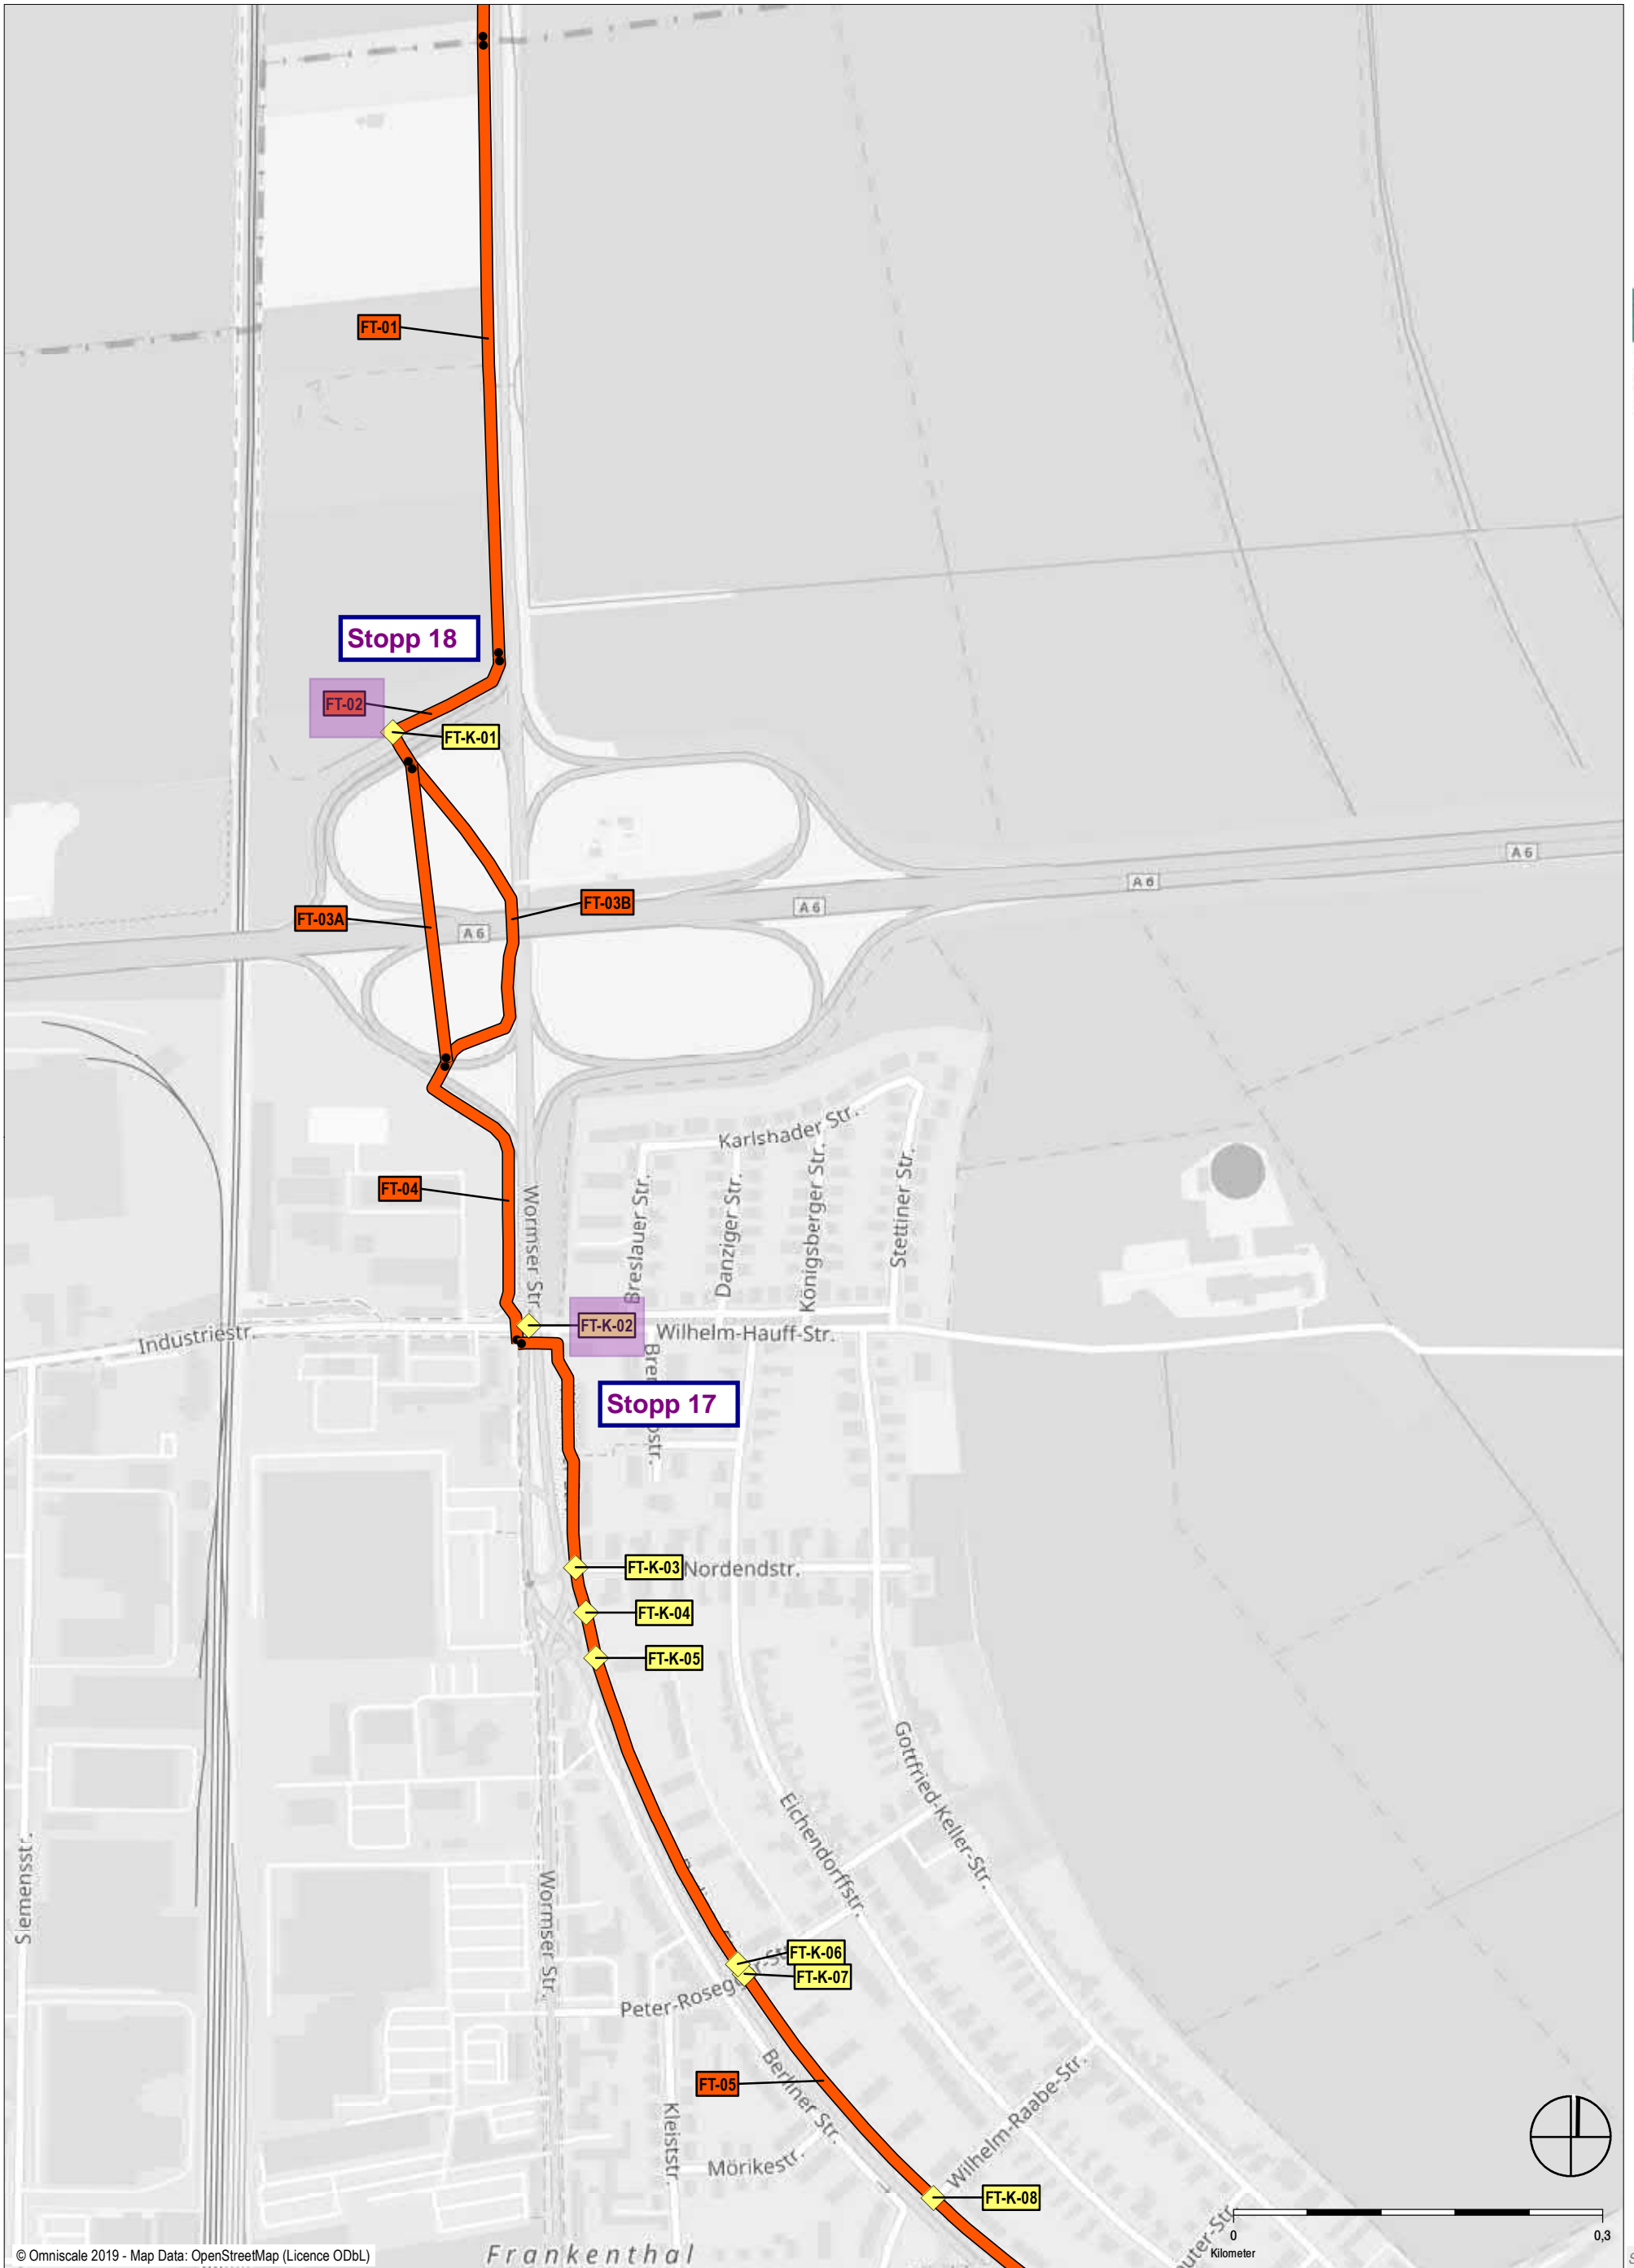 FT-01
Stopp 18
FT-02
FT-K-01
A 6
A 6
A 6
FT-03B
FT-03A
A 6
Karlshader Str.
Breslauer Str.
Danziger Str.
Königsberger Str.
Stettiner Str.
FT-04
Wormser Str.
FT-K-02
Industriestr.
Wilhelm-Hauff-Str.
Stopp 17
FT-K-03
Nordendstr.
FT-K-04
FT-K-05
Gottfried-Keller-Str.
Eichendorffstr.
Siemensstr.
Wormser Str.
FT-K-06
FT-K-07
Berliner Str.
FT-05
Wilhelm-Raabe-Str.
Kleiststr.
Mörikestr.
FT-K-08
0
0,3
Kilometer
© Omniscale 2019 - Map Data: OpenStreetMap (Licence ODbL)
Frankenthal